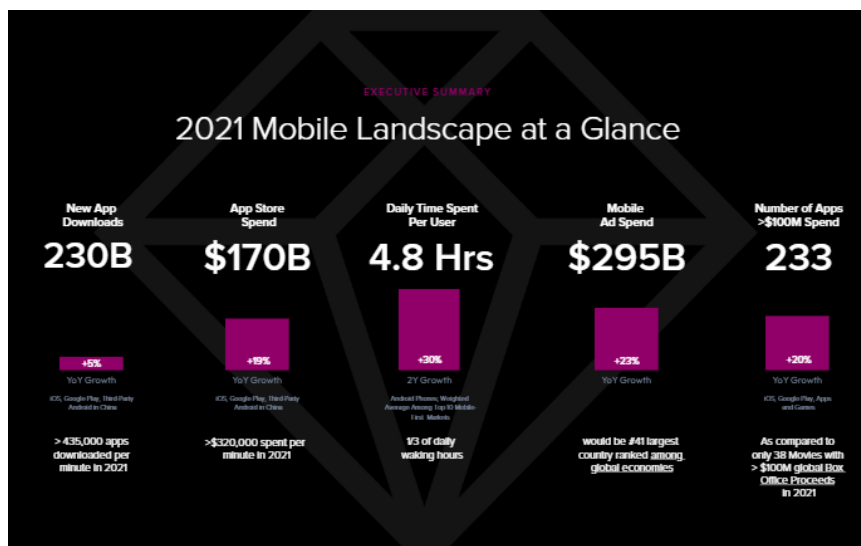 EXECUTIVE SUMMARY
2021 Mobile Landscape at a Glance
New App
Downloads
230B
+5%
YoY Growth
iOS, Google Play, Third-Party
Android in China
> 435,000 apps
downloaded per
minute in 2021
App Store
Spend
$170B
+19%
YoY Growth
iOS, Google Play, Third-Party
Android in China
>$320,000 spent per
minute in 2021
Daily Time Spent
Per User
4.8 Hrs
+30%
2Y Growth
Android Phones; Weighted
Average Among Top 10 Mobile-
First Markets
1/3 of daily
waking hours
Mobile
Ad Spend
$295B
+23%
YoY Growth
would be #41 largest
country ranked among
global economies
Number of Apps
>$100M Spend
233
+20%
YoY Growth
iOS, Google Play, Apps
and Games
As compared to
only 38 Movies with
> $100M global Box
Office Proceeds
in 2021